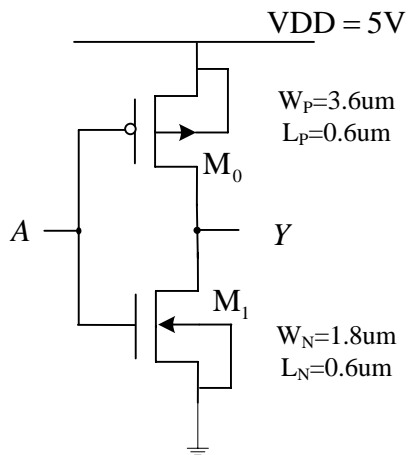 VDD = 5V
W_P=3.6um
L_P=0.6um
M_0
A
Y
M_1
W_N=1.8um
L_N=0.6um